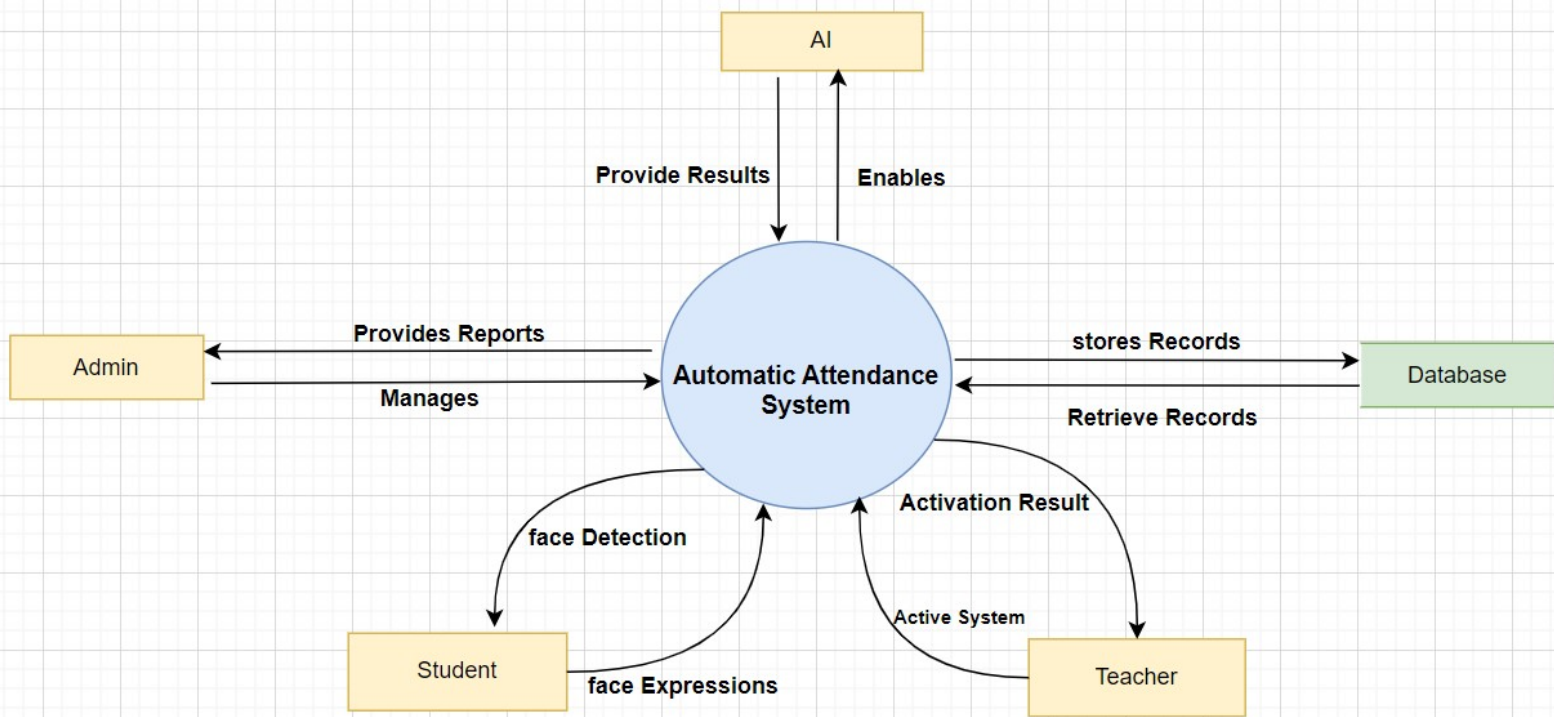 AI
Provide Results
Enables
Provides Reports
stores Records
Admin
Automatic Attendance
System
Database
Manages
Retrieve Records
Activation Result
face Detection
Active System
Student
Teacher
face Expressions